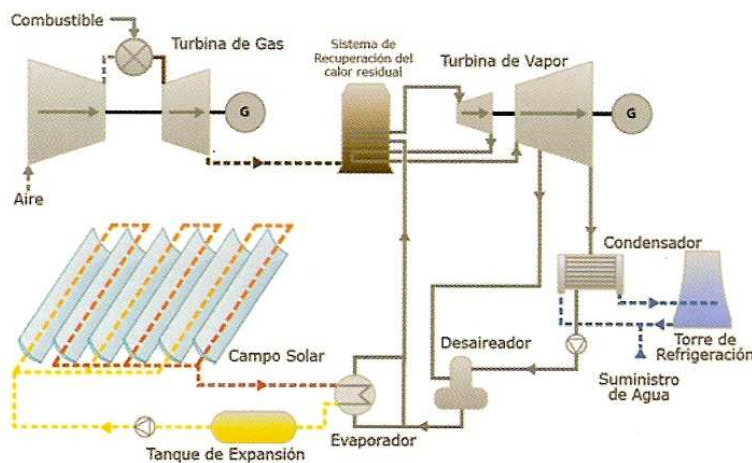 Combustible
Turbina de Gas
Sistema de
Recuperación del
calor residual
Turbina de Vapor
G
G
Aire
Condensador
Campo Solar
Desaireador
Torre de
Refrigeración
Suministro
de Agua
Evaporador
Tanque de Expansión